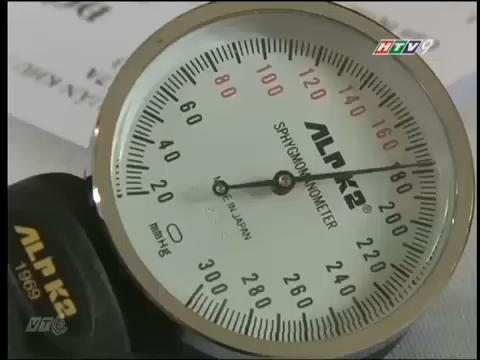 HTV9
80
100
120
140
160
180
200
220
240
260
280
300
60
40
20
mmHg
MADE IN JAPAN
SPHYGMOMANOMETER
ALPK2®
ALPK2
1969
VTC